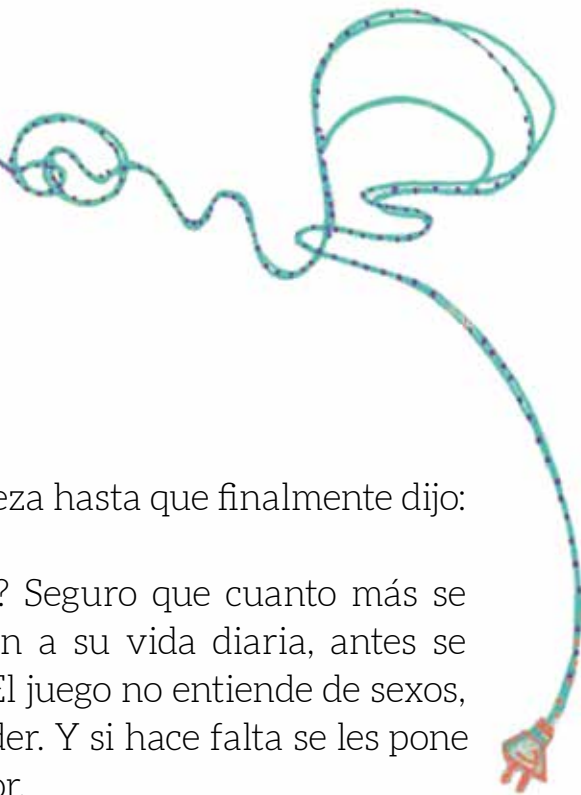 eza hasta que finalmente dijo:
? Seguro que cuanto más se
n a su vida diaria, antes se
El juego no entiende de sexos,
der. Y si hace falta se les pone
or.